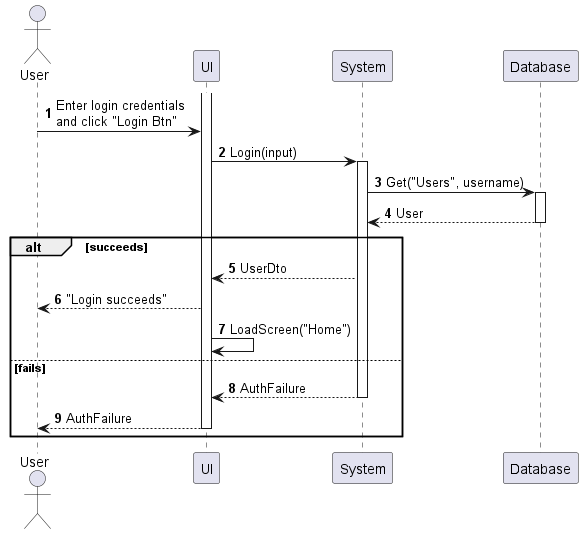 User
UI
System
Database
1 Enter login credentials
and click "Login Btn"
2 Login(input)
3 Get("Users", username)
4 User
alt [succeeds]
5 UserDto
6 "Login succeeds"
7 LoadScreen("Home")
[fails]
8 AuthFailure
9 AuthFailure
User
UI
System
Database